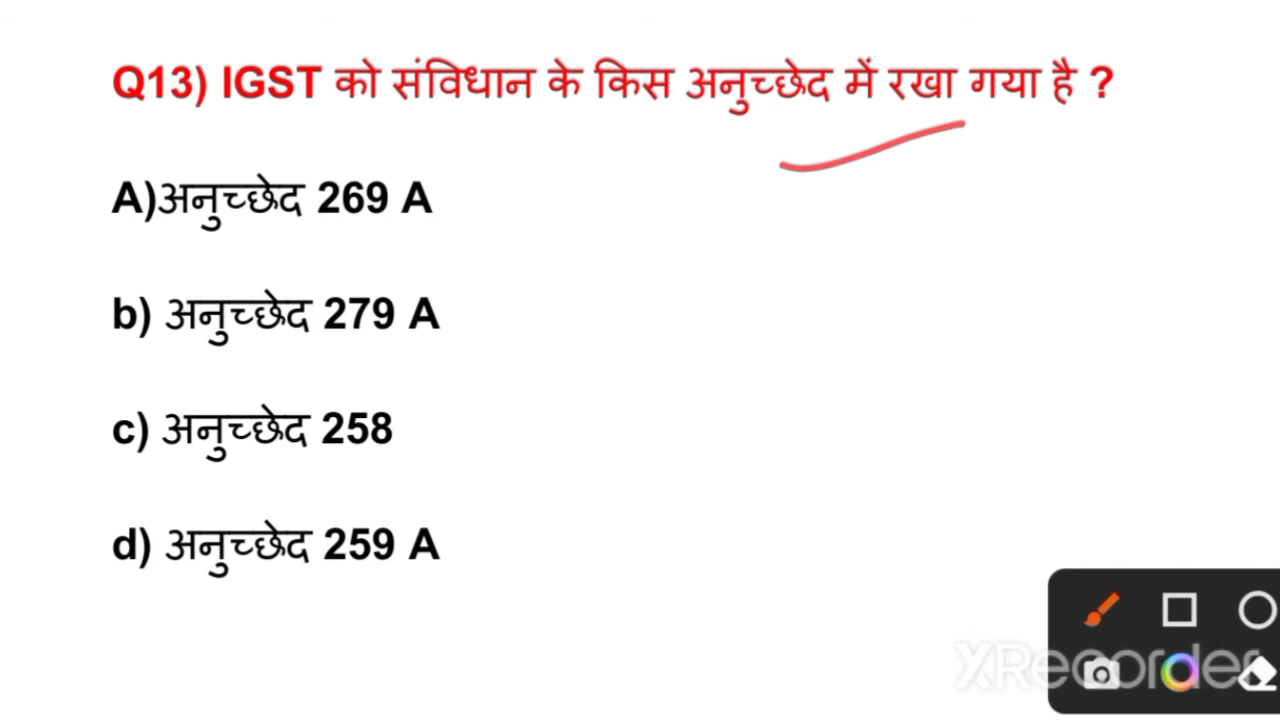 Q13) IGST को संविधान के किस अनुच्छेद में रखा गया है ?
A)अनुच्छेद 269 A
b) अनुच्छेद 279 A
c) अनुच्छेद 258
d) अनुच्छेद 259 A
XRecorder